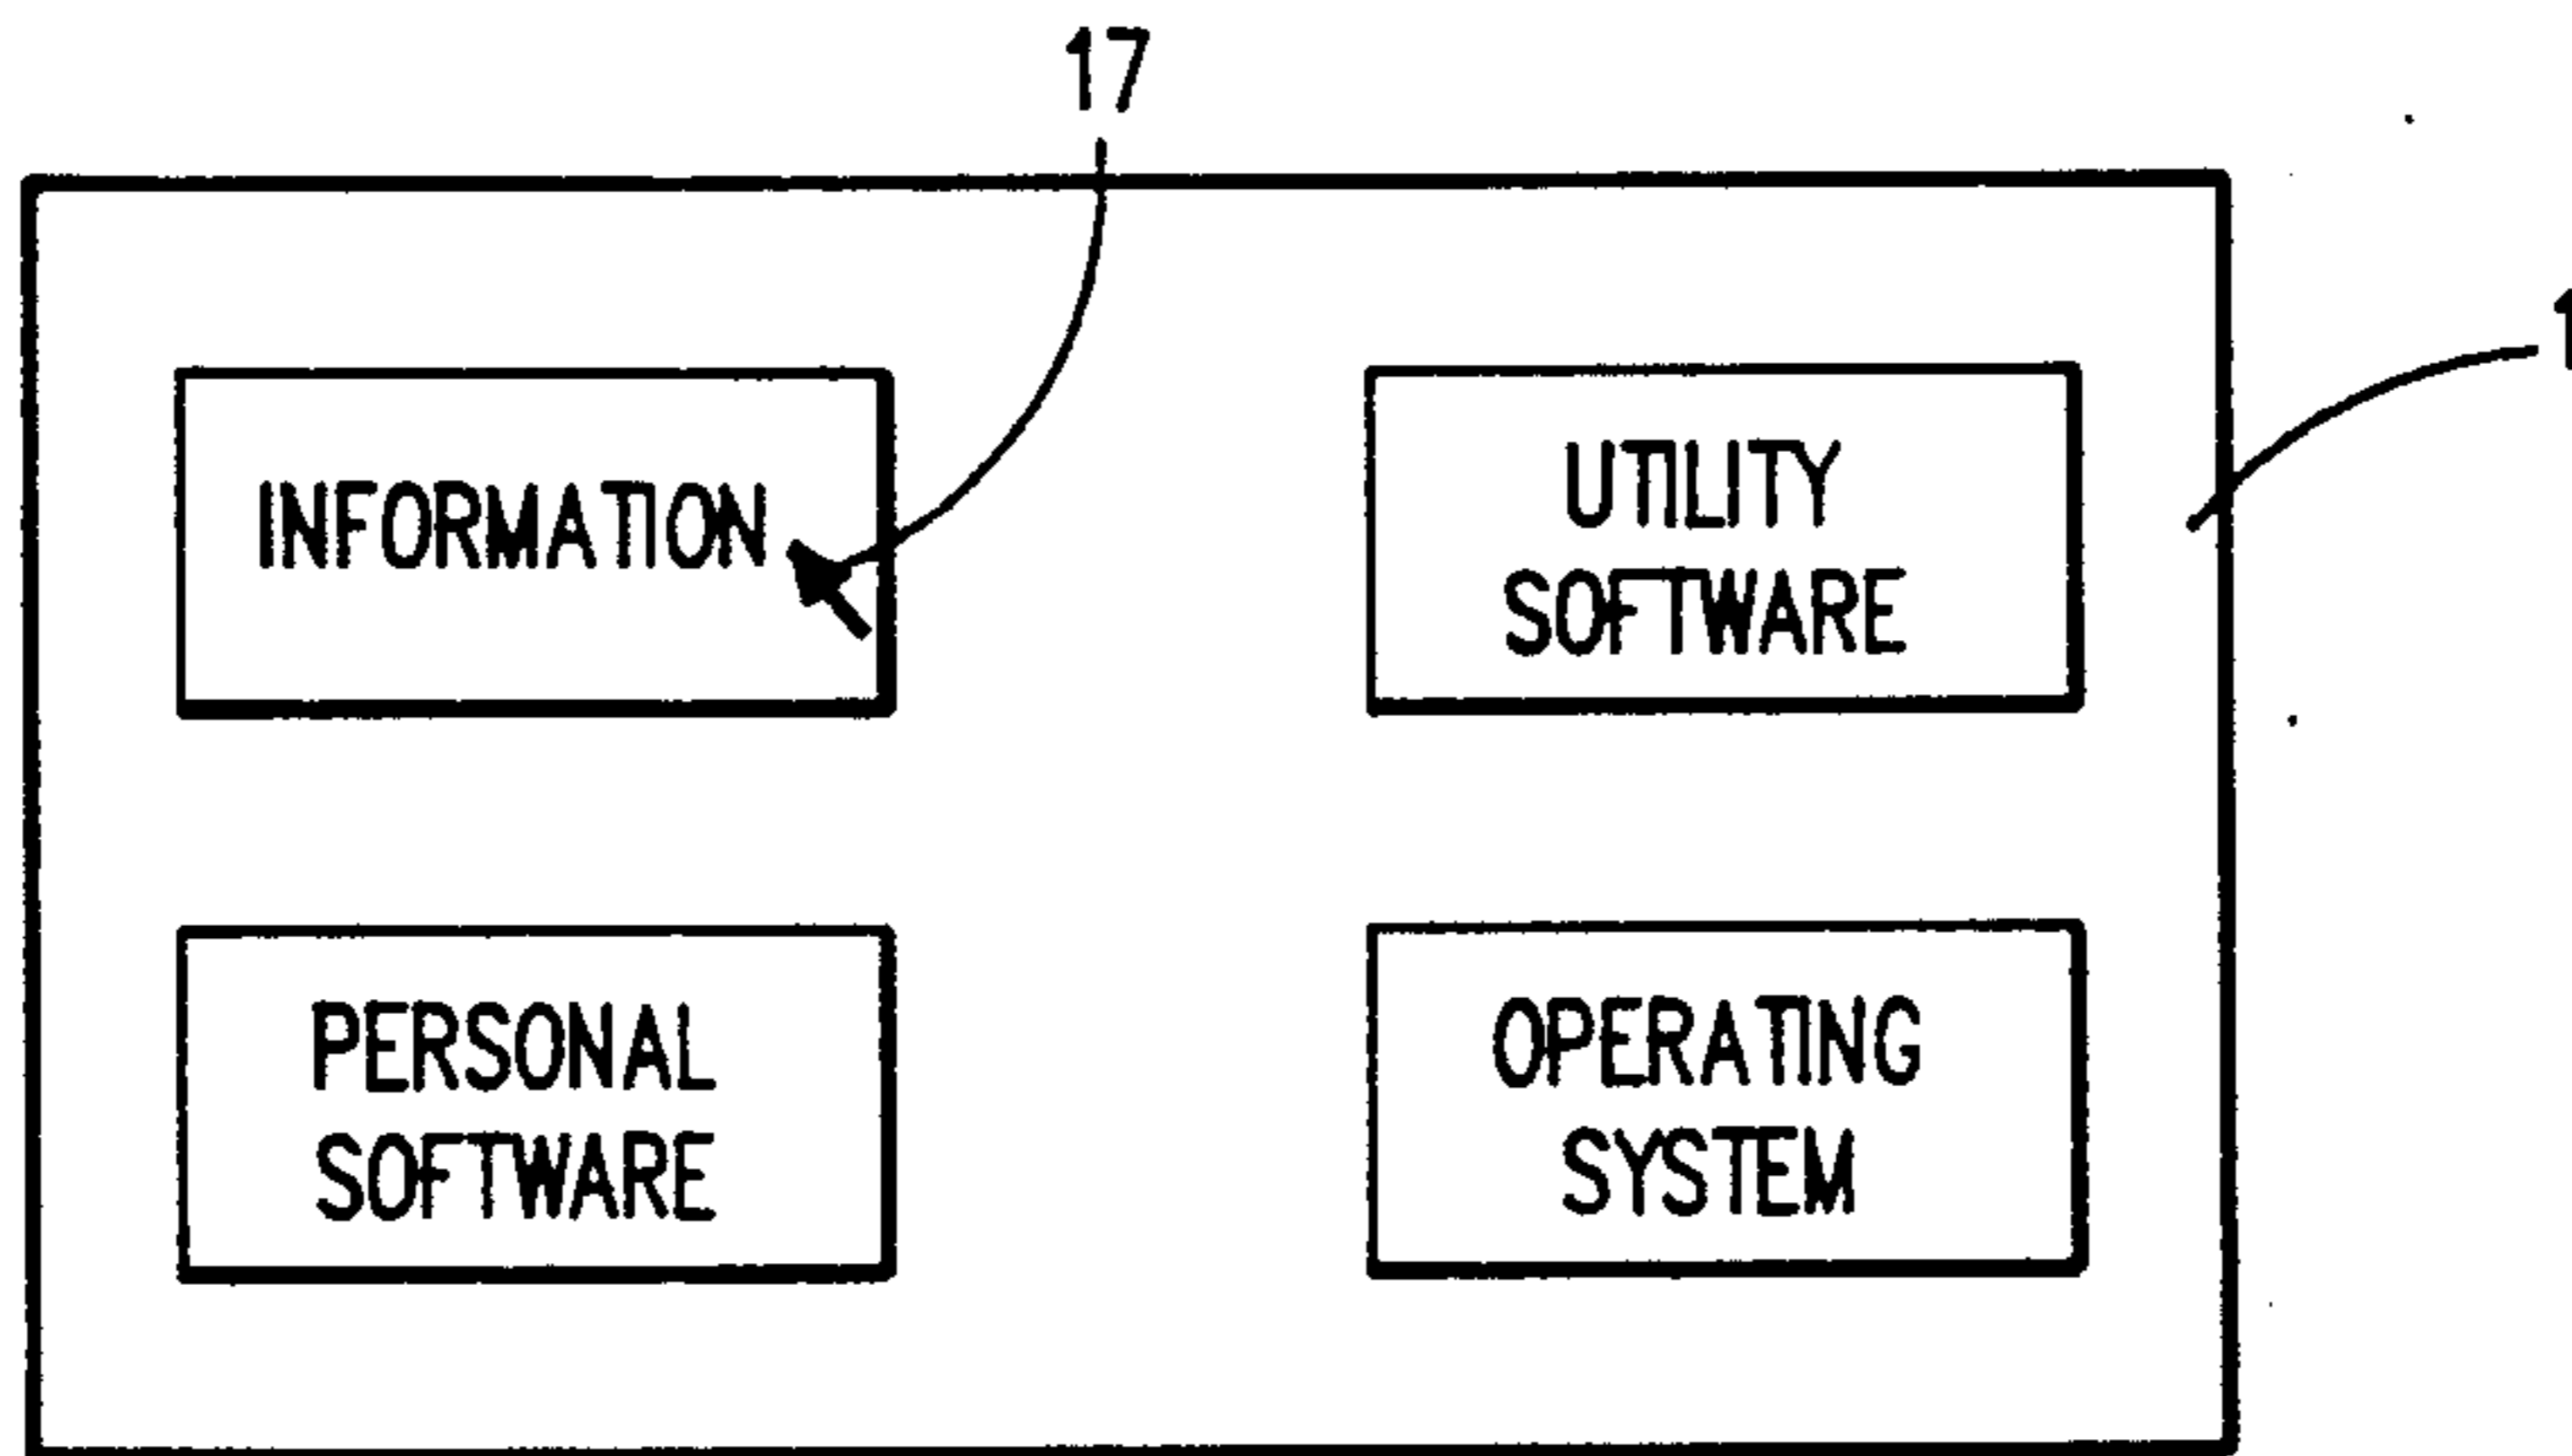 17
INFORMATION
UTILITY
SOFTWARE
PERSONAL
SOFTWARE
OPERATING
SYSTEM